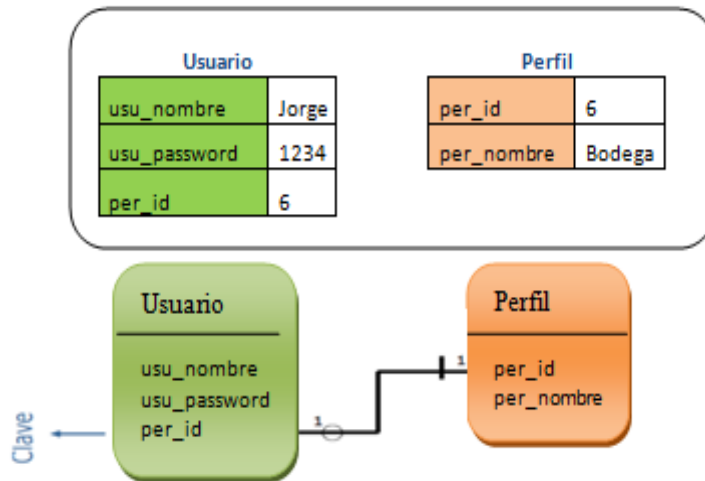 Usuario
usu_nombre Jorge
usu_password 1234
per_id 6
Perfil
per_id 6
per_nombre Bodega
Usuario
usu_nombre
usu_password
per_id
1
1
Perfil
per_id
per_nombre
Clave